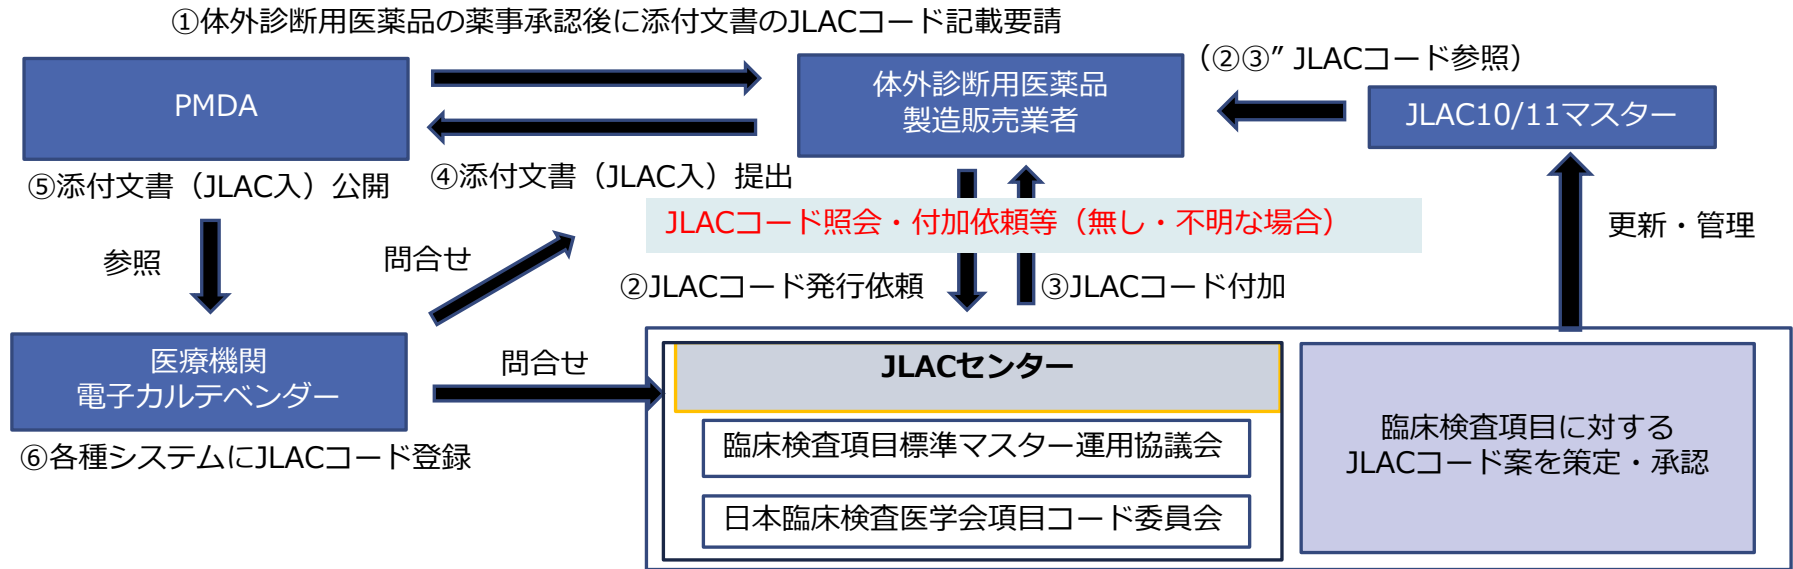 ①体外診断用医薬品の薬事承認後に添付文書のJLACコード記載要請
PMDA
体外診断用医薬品
製造販売業者
（②③” JLACコード参照）
JLAC10/11マスター
⑤添付文書（JLAC入）公開
④添付文書（JLAC入）提出
JLACコード照会・付加依頼等（無し・不明な場合）
更新・管理
参照
問合せ
②JLACコード発行依頼
③JLACコード付加
医療機関
電子カルテベンダー
問合せ
JLACセンター
臨床検査項目標準マスター運用協議会
日本臨床検査医学会項目コード委員会
臨床検査項目に対する
JLACコード案を策定・承認
⑥各種システムにJLACコード登録